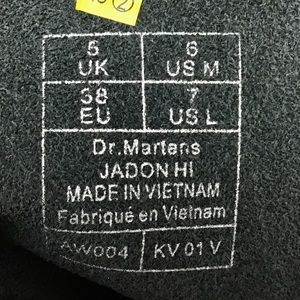 5 UK
6 US M
38 EU
7 US L
Dr.Martens
JADON HI
MADE IN VIETNAM
Fabriqué en Vietnam
AW004
KV 01 V